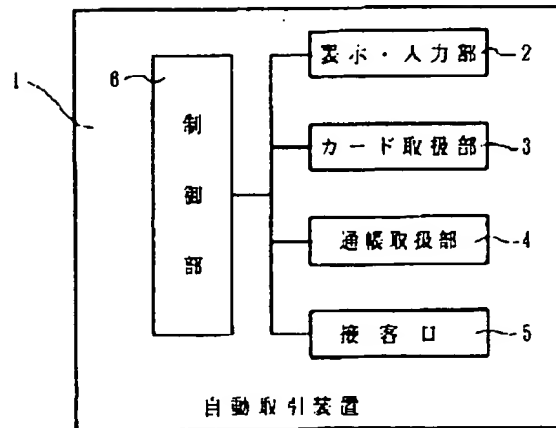 1
6
制御部
表示・入力部 2
カード取扱部 3
通帳取扱部 4
接客口 5
自動取引装置